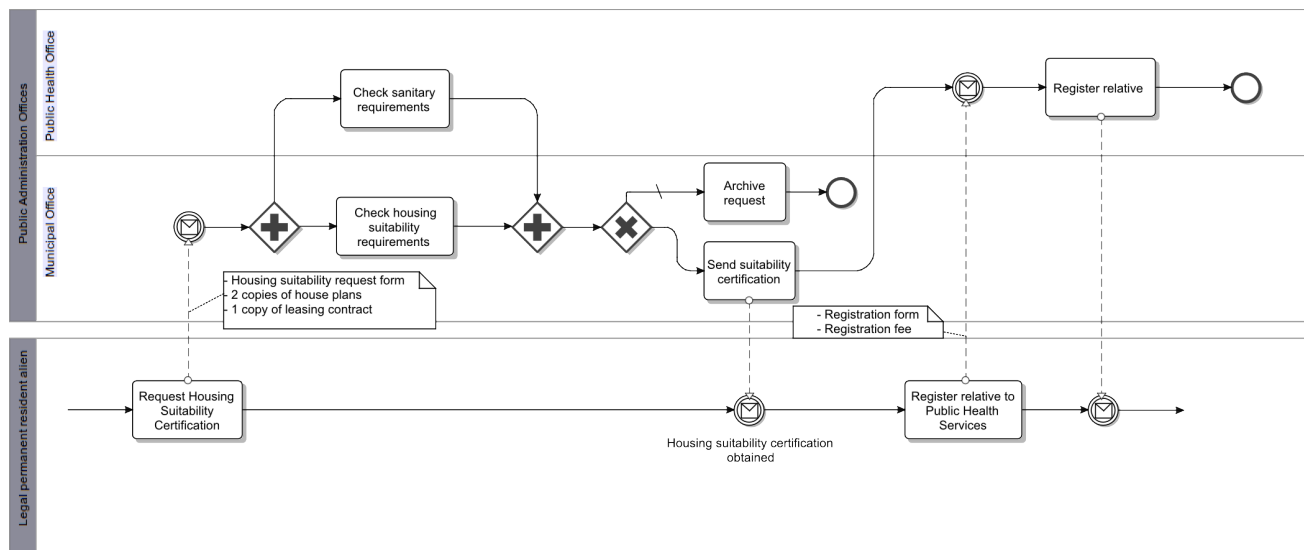 Public Administration Offices
Public Health Office
Check sanitary
requirements
Register relative
Municipal Office
Check housing
suitability
requirements
Archive
request
Send suitability
certification
- Housing suitability request form
- 2 copies of house plans
- 1 copy of leasing contract
- Registration form
- Registration fee
Legal permanent resident alien
Request Housing
Suitability
Certification
Housing suitability certification
obtained
Register relative to
Public Health
Services